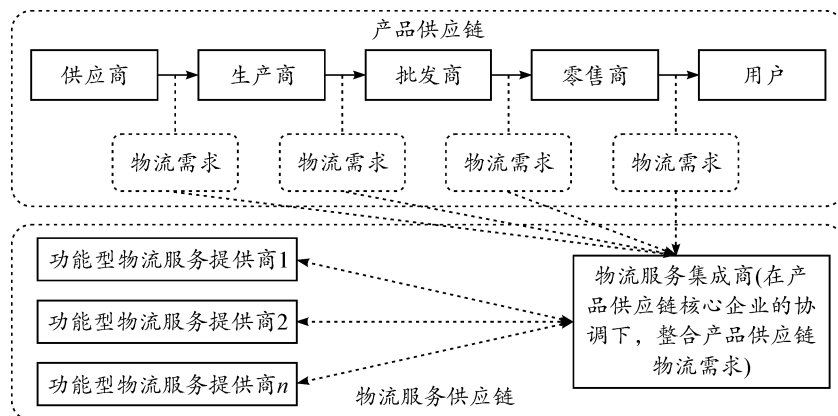 产品供应链
供应商
生产商
批发商
零售商
用户
物流需求
物流需求
物流需求
物流需求
功能型物流服务提供商1
功能型物流服务提供商2
功能型物流服务提供商n
物流服务集成商(在产
品供应链核心企业的协
调下，整合产品供应链
物流需求)
物流服务供应链